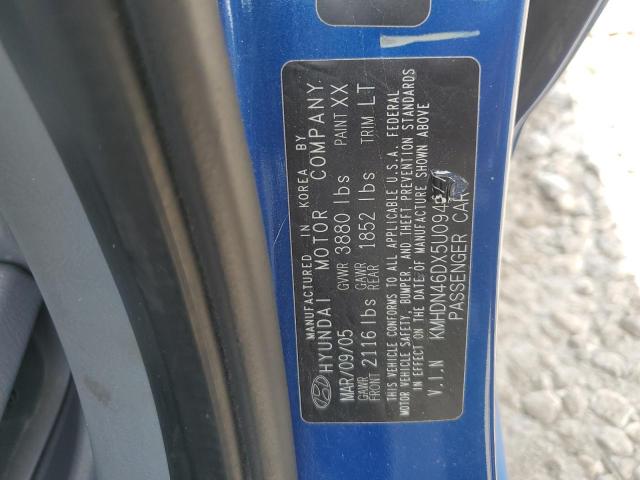 MANUFACTURED IN KOREA BY
HYUNDAI MOTOR COMPANY
MAR/09/05 GVWR 3880 lbs PAINT XX
GAWR FRONT 2116 lbs GAWR REAR 1852 lbs TRIM LT
THIS VEHICLE CONFORMS TO ALL APPLICABLE U.S.A. FEDERAL
MOTOR VEHICLE SAFETY, BUMPER, AND THEFT PREVENTION STANDARDS
IN EFFECT ON THE DATE OF MANUFACTURE SHOWN ABOVE
V.I.N KMHDN46DX5U094
PASSENGER CAR